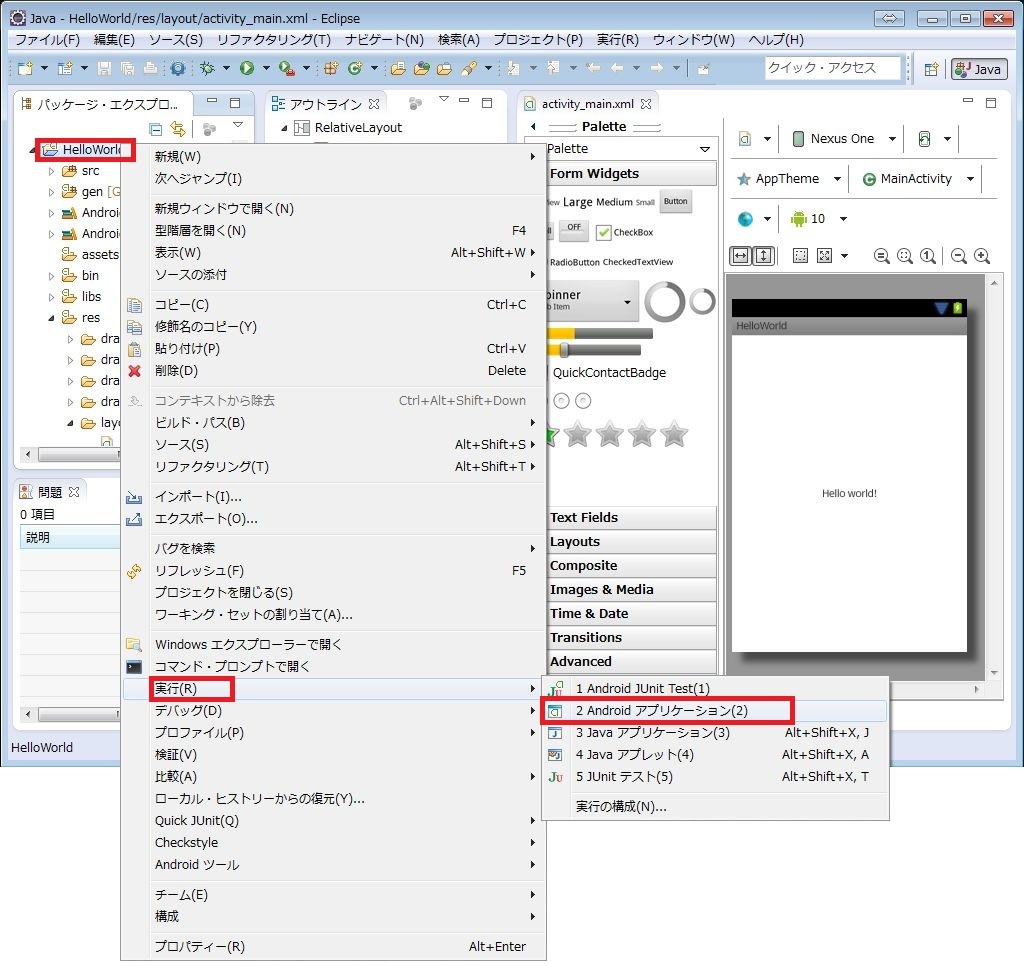 Java - HelloWorld/res/layout/activity_main.xml - Eclipse
ファイル(F) 編集(E) ソース(S) リファクタリング(T) ナビゲート(N) 検索(A) プロジェクト(P) 実行(R) ウィンドウ(W) ヘルプ(H)
クイック・アクセス
Java
パッケージ・エクスプロ...
HelloWorld
src
gen [G
Androi
Androi
assets
bin
libs
res
dra
dra
dra
dra
layo
問題
0 項目
説明
HelloWorld
アウトライン
RelativeLayout
新規(W)
次へジャンプ(I)
新規ウィンドウで開く(N)
型階層を開く(N) F4
表示(W) Alt+Shift+W
ソースの添付
コピー(C) Ctrl+C
修飾名のコピー(Y)
貼り付け(P) Ctrl+V
削除(D) Delete
コンテキストから除去 Ctrl+Alt+Shift+Down
ビルド・パス(B)
ソース(S) Alt+Shift+S
リファクタリング(T) Alt+Shift+T
インポート(I)...
エクスポート(O)...
バグを検索
リフレッシュ(F) F5
プロジェクトを閉じる(S)
ワーキング・セットの割り当て(A)...
Windows エクスプローラーで開く
コマンド・プロンプトで開く
実行(R)
デバッグ(D)
プロファイル(P)
検証(V)
比較(A)
ローカル・ヒストリーからの復元(Y)...
Quick JUnit(Q)
Checkstyle
Android ツール
チーム(E)
構成
プロパティー(R) Alt+Enter
1 Android JUnit Test(1)
2 Android アプリケーション(2)
3 Java アプリケーション(3) Alt+Shift+X, J
4 Java アプレット(4) Alt+Shift+X, A
5 JUnit テスト(5) Alt+Shift+X, T
実行の構成(N)...
activity_main.xml
Palette
Palette
Form Widgets
Large Medium Small Button
OFF CheckBox
RadioButton CheckedTextView
pinner
b Item
QuickContactBadge
Text Fields
Layouts
Composite
Images & Media
Time & Date
Transitions
Advanced
Nexus One
AppTheme MainActivity
10
HelloWorld
Hello world!